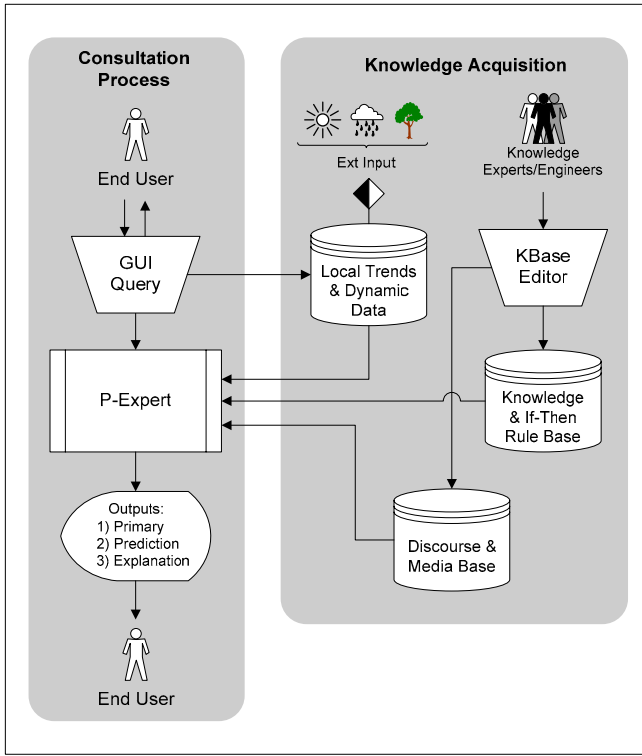 Consultation
Process
End User
GUI
Query
P-Expert
Outputs:
1) Primary
2) Prediction
3) Explanation
End User
Knowledge Acquisition
Ext Input
Knowledge
Experts/Engineers
Local Trends
& Dynamic
Data
KBase
Editor
Knowledge
& If-Then
Rule Base
Discourse &
Media Base